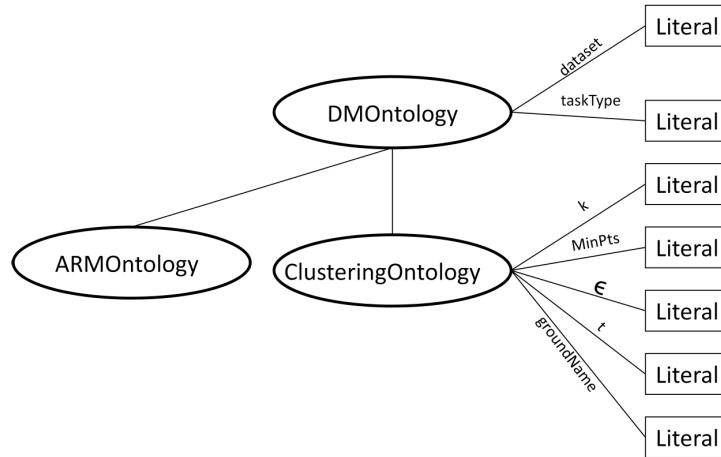 Literal
dataset
DMOntology
taskType
Literal
Literal
k
MinPts
Literal
ARMOntology
ClusteringOntology
ϵ
Literal
t
groundName
Literal
Literal